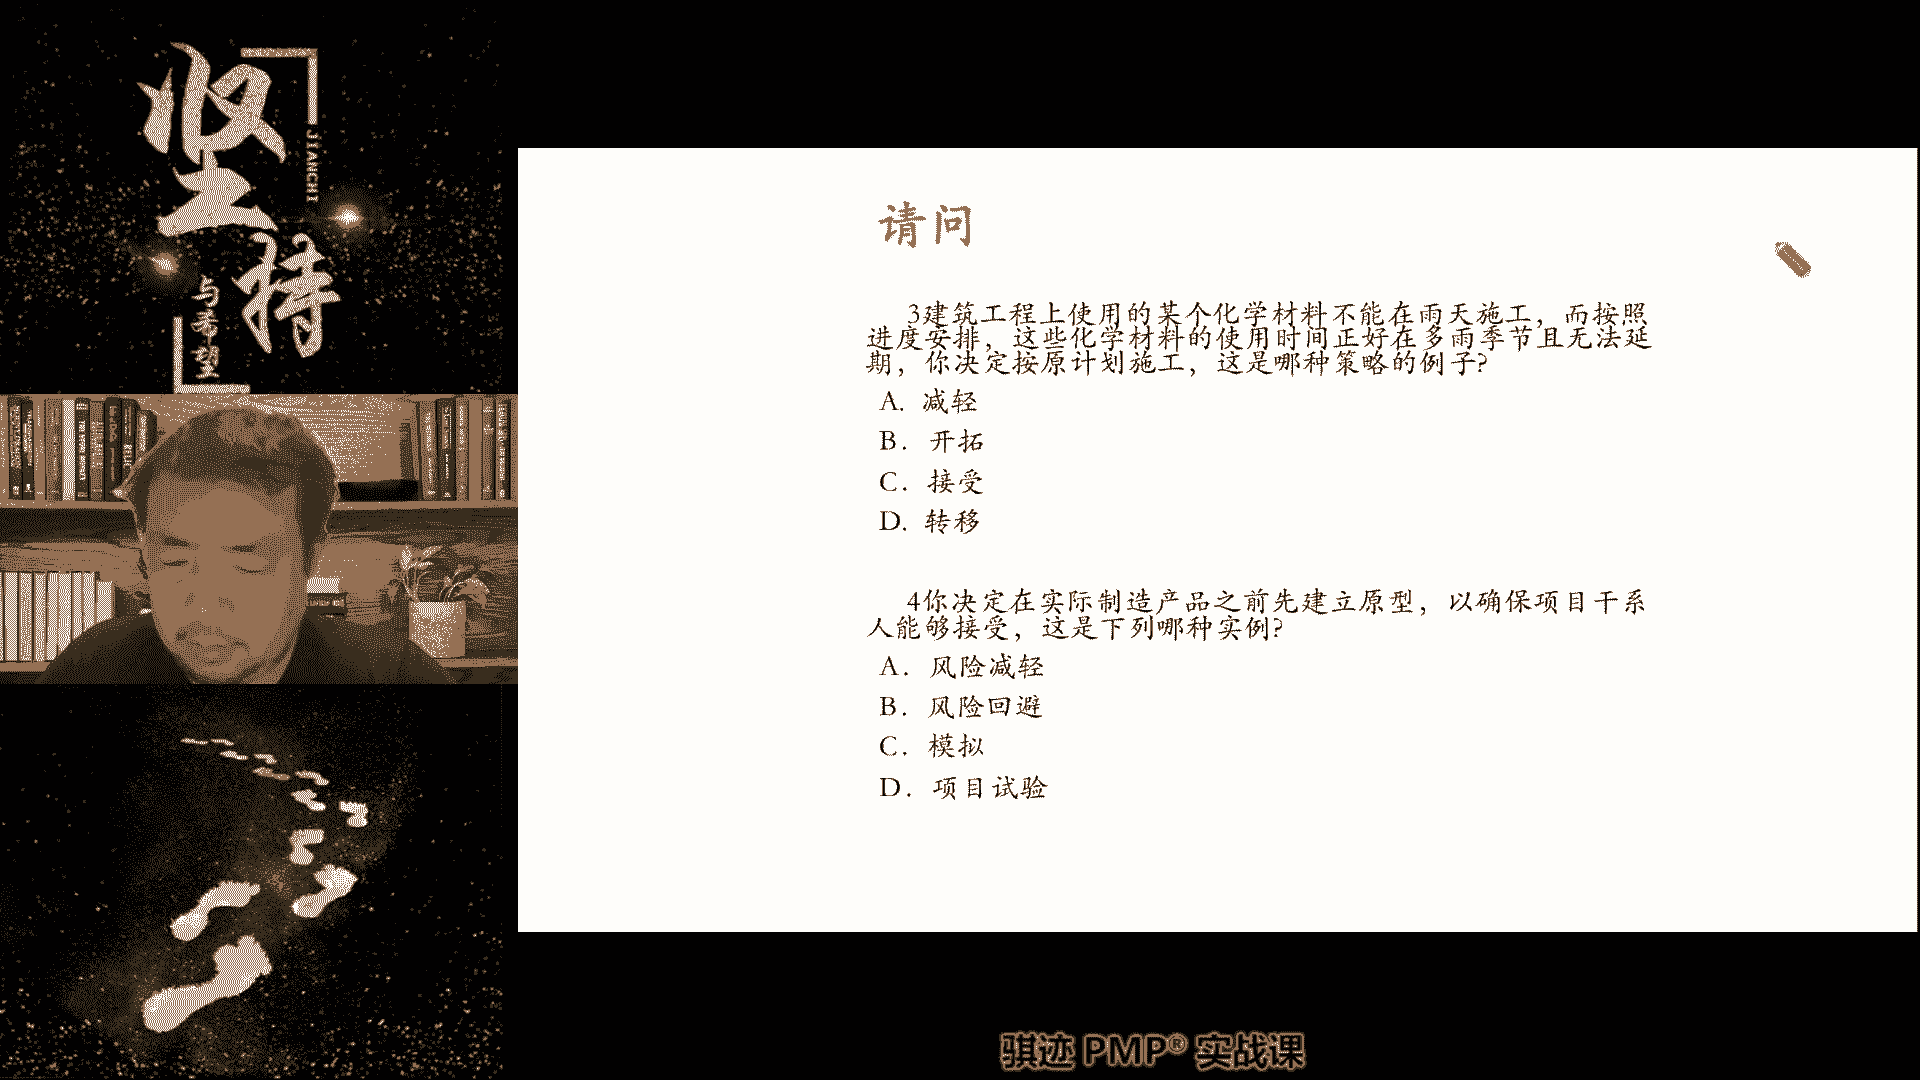 坚持
JIANCHI
与希望
请问
3建筑工程上使用的某个化学材料不能在雨天施工，而按照
进度安排，这些化学材料的使用时间正好在多雨季节且无法延
期，你决定按原计划施工，这是哪种策略的例子?
A. 减轻
B. 开拓
C. 接受
D. 转移
4你决定在实际制造产品之前先建立原型，以确保项目干系
人能够接受，这是下列哪种实例?
A. 风险减轻
B. 风险回避
C. 模拟
D. 项目试验
骐迹 PMP® 实战课